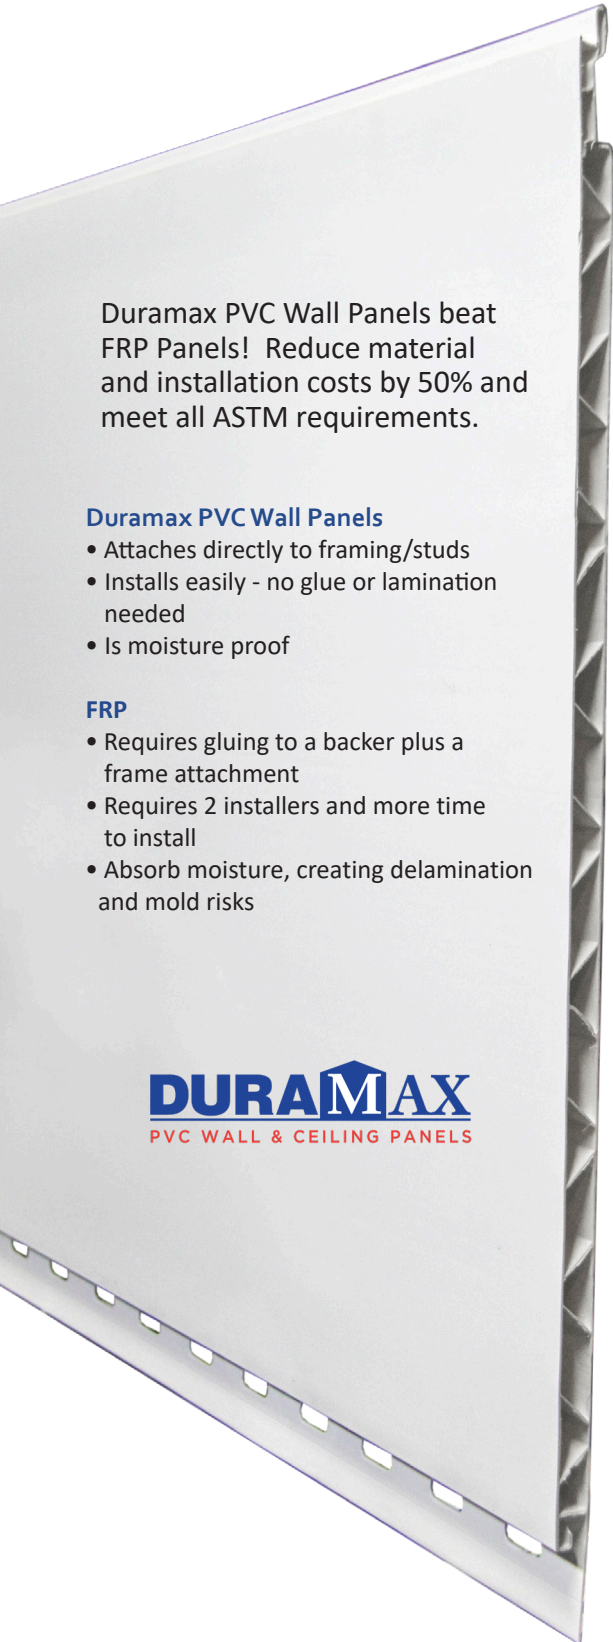 Duramax PVC Wall Panels beat
FRP Panels!  Reduce material
and installation costs by 50% and
meet all ASTM requirements.
Duramax PVC Wall Panels
• Attaches directly to framing/studs
• Installs easily - no glue or lamination
needed
• Is moisture proof
FRP
• Requires gluing to a backer plus a
frame attachment
• Requires 2 installers and more time
to install
• Absorb moisture, creating delamination
and mold risks
DURAMAX
PVC WALL & CEILING PANELS